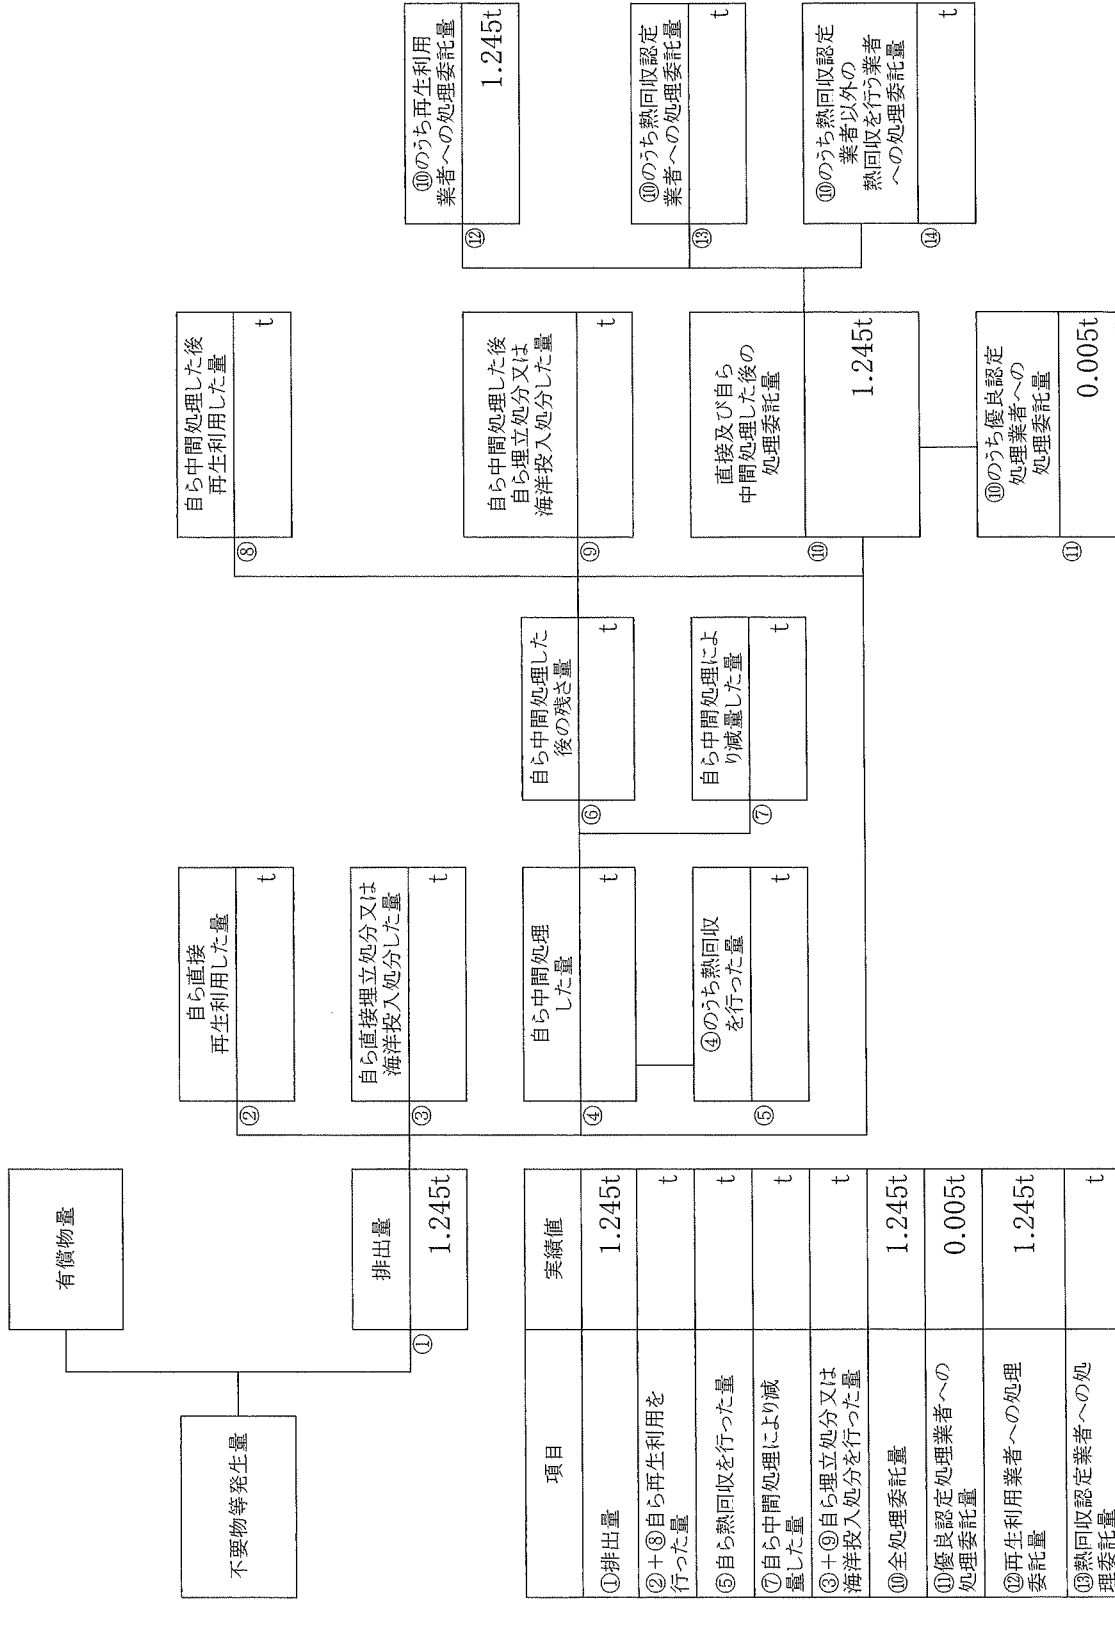 不要物等発生量
有償物量
①
排出量
1.245t
②
自ら直接
再生利用した量
t
③
自ら直接埋立処分又は
海洋投入処分した量
t
④
自ら中間処理
した量
t
⑤
④のうち熱回収
を行った量
t
⑥
自ら中間処理した
後の残さ量
t
⑦
自ら中間処理によ
り減量した量
t
⑧
自ら中間処理した後
再生利用した量
t
⑨
自ら中間処理した後
自ら埋立処分又は
海洋投入処分した量
t
⑩
直接及び自ら
中間処理した後の
処理委託量
1.245t
⑪
⑩のうち優良認定
処理業者への
処理委託量
0.005t
⑫
⑩のうち再生利用
業者への処理委託量
1.245t
⑬
⑩のうち熱回収認定
業者への処理委託量
t
⑭
⑩のうち熱回収認定
業者以外の
熱回収を行う業者
への処理委託量
t
項目 実績値
①排出量 1.245t
②+⑧自ら再生利用を
行った量 t
⑤自ら熱回収を行った量 t
⑦自ら中間処理により減
量した量 t
③+⑨自ら埋立処分又は
海洋投入処分を行った量 t
⑩全処理委託量 1.245t
⑪優良認定処理業者への
処理委託量 0.005t
⑫再生利用業者への処理
委託量 1.245t
⑬熱回収認定業者への処
理委託量 t